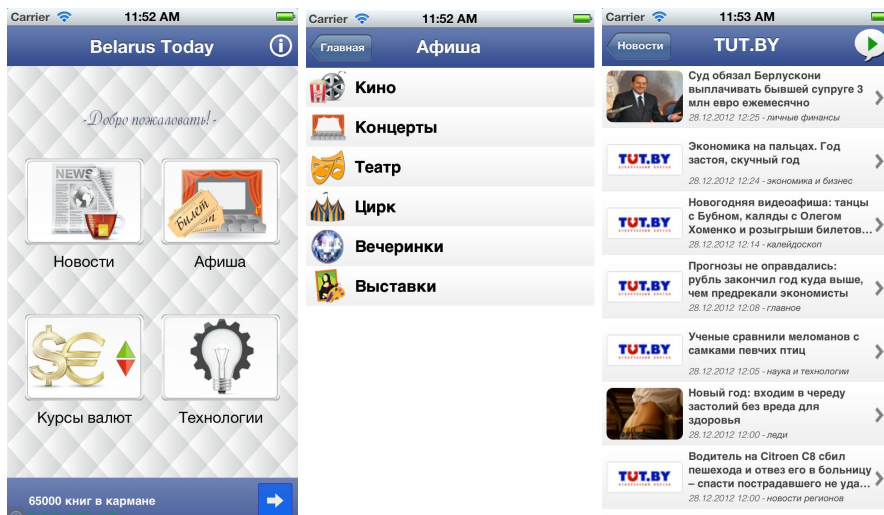 Carrier 11:52 AM
Belarus Today
-Добро пожаловать!-
NEWS
Билет
Новости
Афиша
Курсы валют
Технологии
65000 книг в кармане
Carrier 11:52 AM
Главная
Афиша
Кино
Концерты
Театр
Цирк
Вечеринки
Выставки
Carrier 11:53 AM
Новости
TUT.BY
Суд обязал Берлускони
выплачивать бывшей супруге 3
млн евро ежемесячно
28.12.2012 12:25 - личные финансы
TUT.BY
Экономика на пальцах. Год
застоя, скучный год
28.12.2012 12:24 - экономика и бизнес
TUT.BY
Новогодняя видеоафиша: танцы
с Бубном, каляды с Олегом
Хоменко и розыгрыши билетов...
28.12.2012 12:14 - калейдоскоп
TUT.BY
Прогнозы не оправдались:
рубль закончил год куда выше,
чем предрекали экономисты
28.12.2012 12:08 - главное
TUT.BY
Ученые сравнили меломанов с
самками певчих птиц
28.12.2012 12:05 - наука и технологии
Новый год: входим в череду
застолий без вреда для
здоровья
28.12.2012 12:00 - леди
TUT.BY
Водитель на Citroen C8 сбил
пешехода и отвез его в больницу
– спасти пострадавшего не уда...
28.12.2012 12:00 - новости регионов